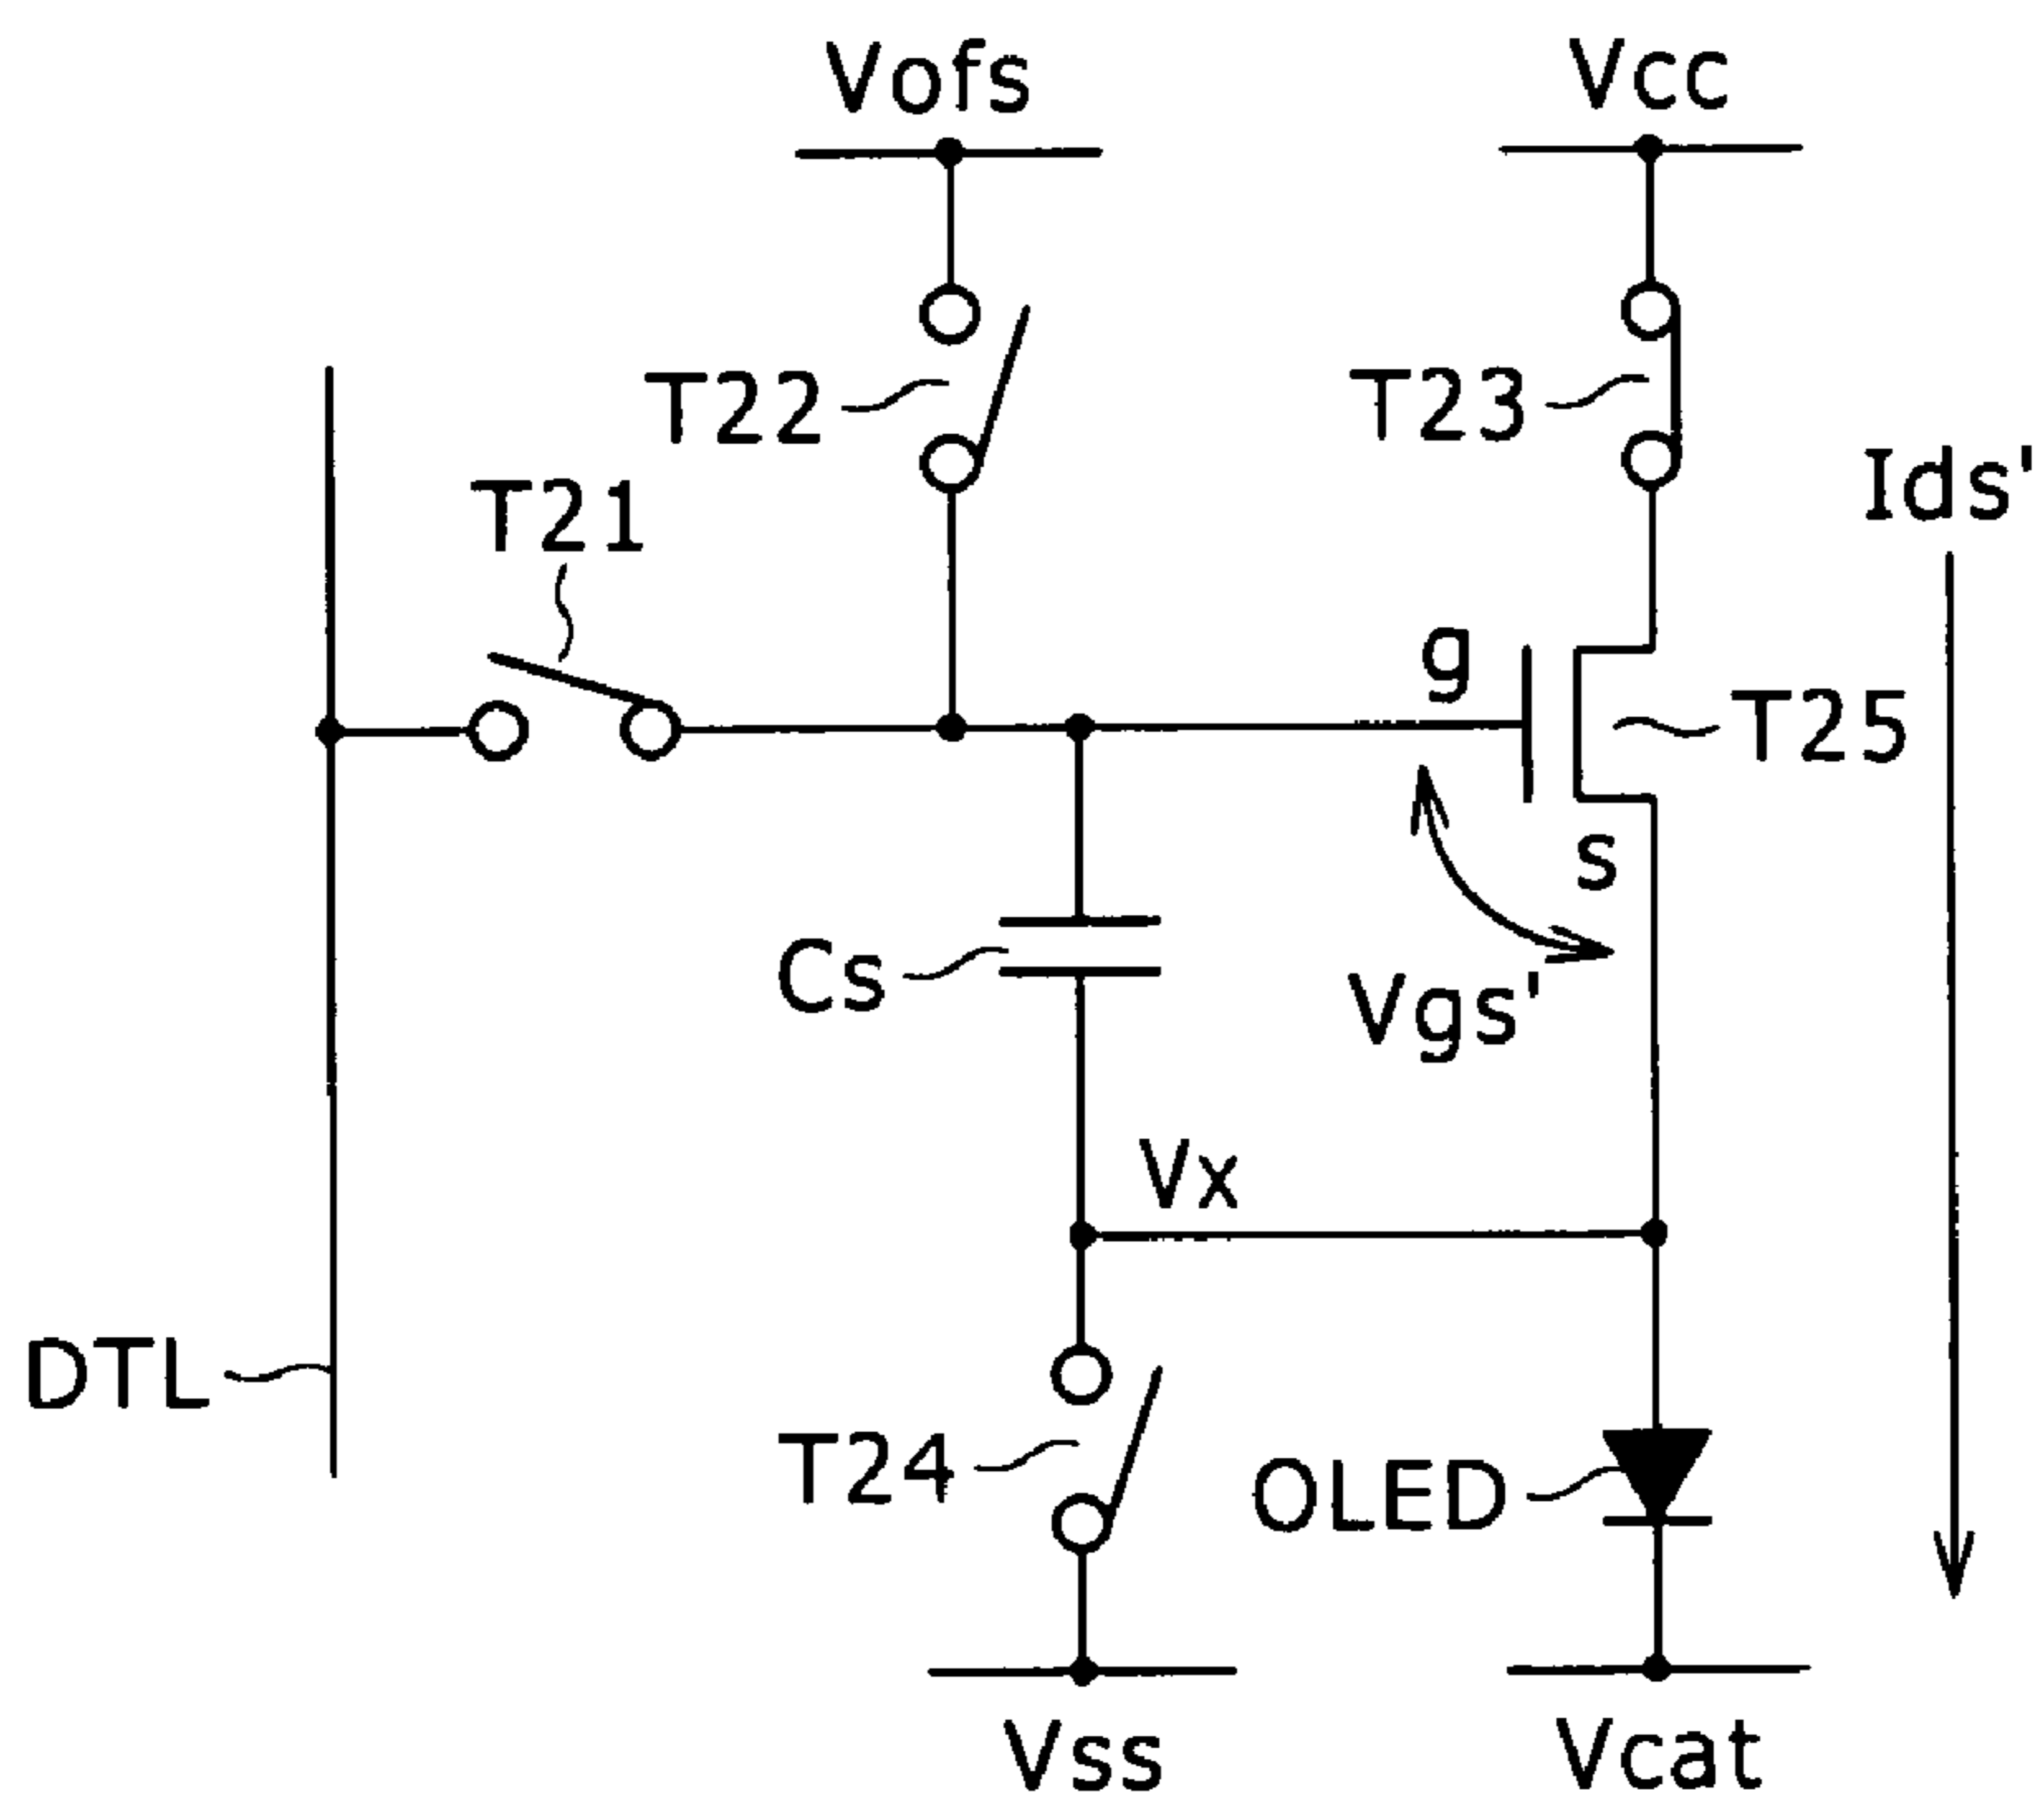 Vofs
Vcc
T22
T23
Ids'
T21
g
T25
s
Cs
Vgs'
Vx
DTL
T24
OLED
Vss
Vcat